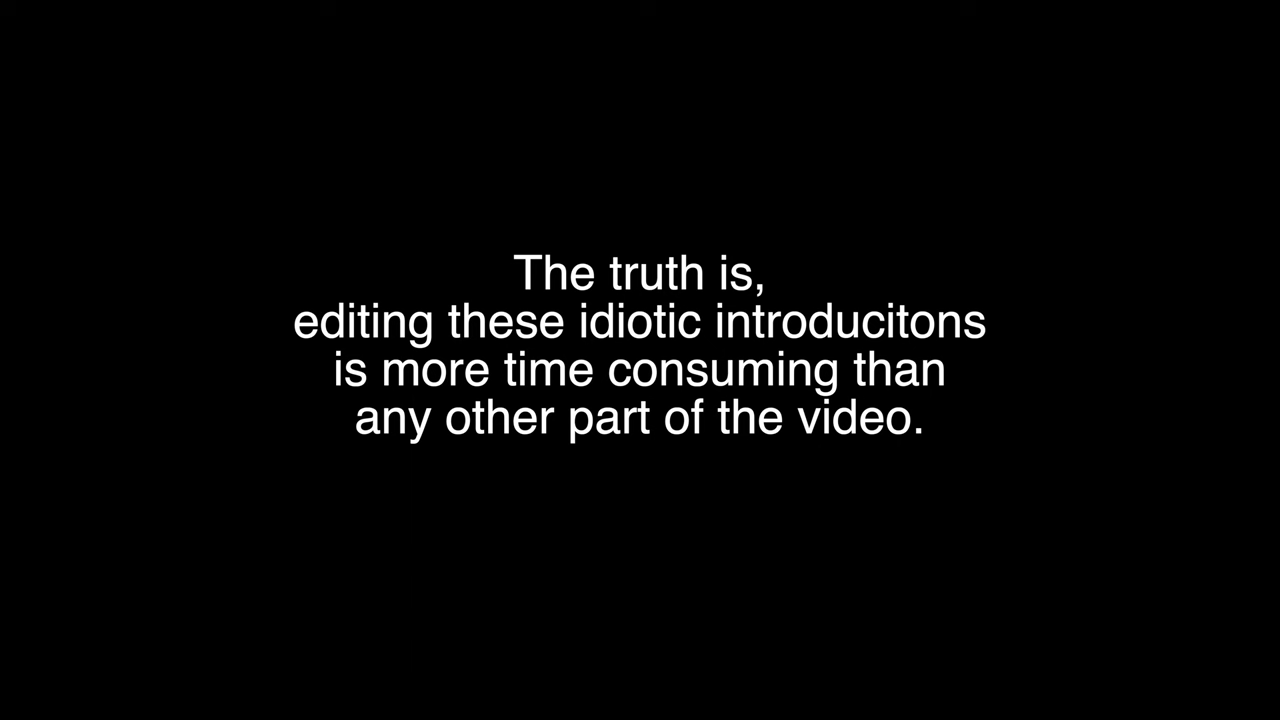 The truth is,
editing these idiotic introducitons
is more time consuming than
any other part of the video.